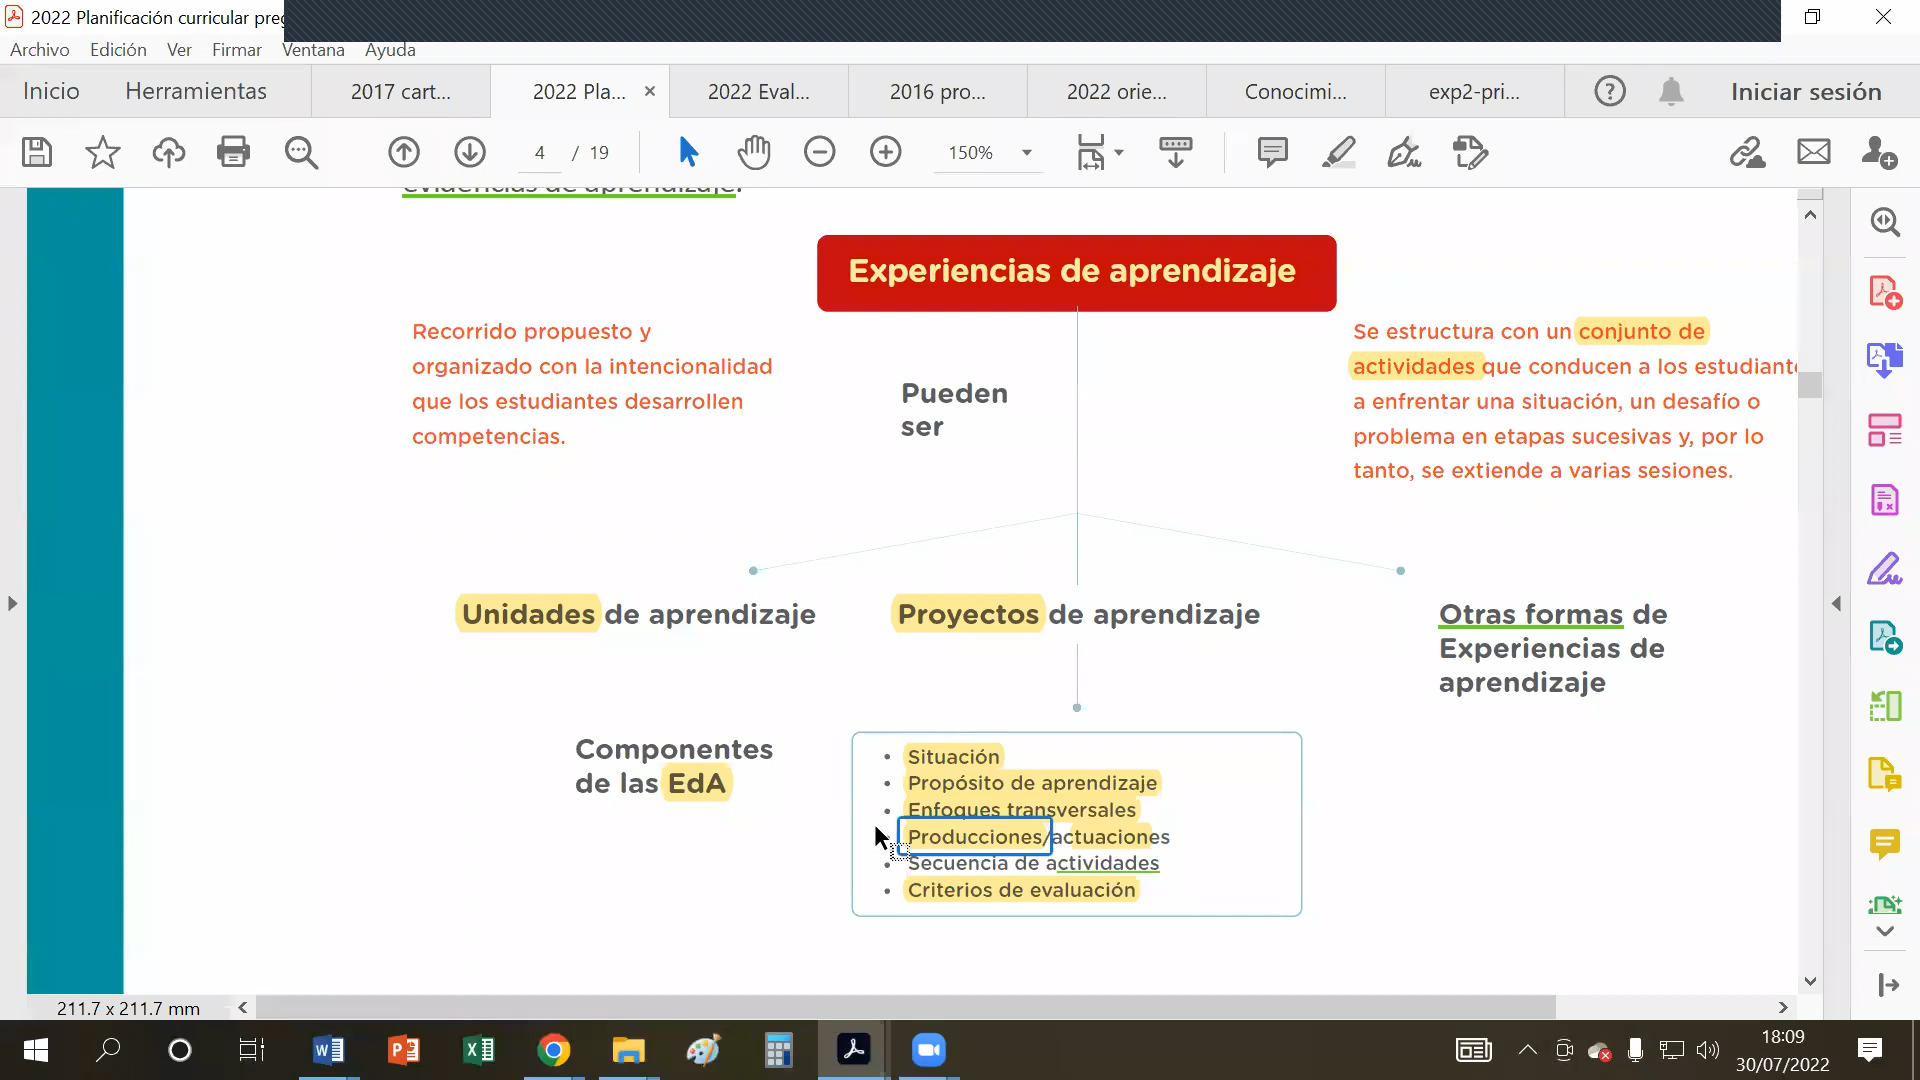 2022 Planificación curricular preg
Archivo Edición Ver Firmar Ventana Ayuda
Inicio Herramientas 2017 cart... 2022 Pla... × 2022 Eval... 2016 pro... 2022 orie... Conocimi... exp2-pri... Iniciar sesión
4 / 19 150%
evidencias de aprendizaje.
Experiencias de aprendizaje
Recorrido propuesto y
organizado con la intencionalidad
que los estudiantes desarrollen
competencias.
Pueden
ser
Se estructura con un conjunto de
actividades que conducen a los estudiante
a enfrentar una situación, un desafío o
problema en etapas sucesivas y, por lo
tanto, se extiende a varias sesiones.
Unidades de aprendizaje
Proyectos de aprendizaje
Otras formas de
Experiencias de
aprendizaje
Componentes
de las EdA
• Situación
• Propósito de aprendizaje
• Enfoques transversales
Producciones/actuaciones
• Secuencia de actividades
• Criterios de evaluación
211.7 x 211.7 mm
18:09
30/07/2022